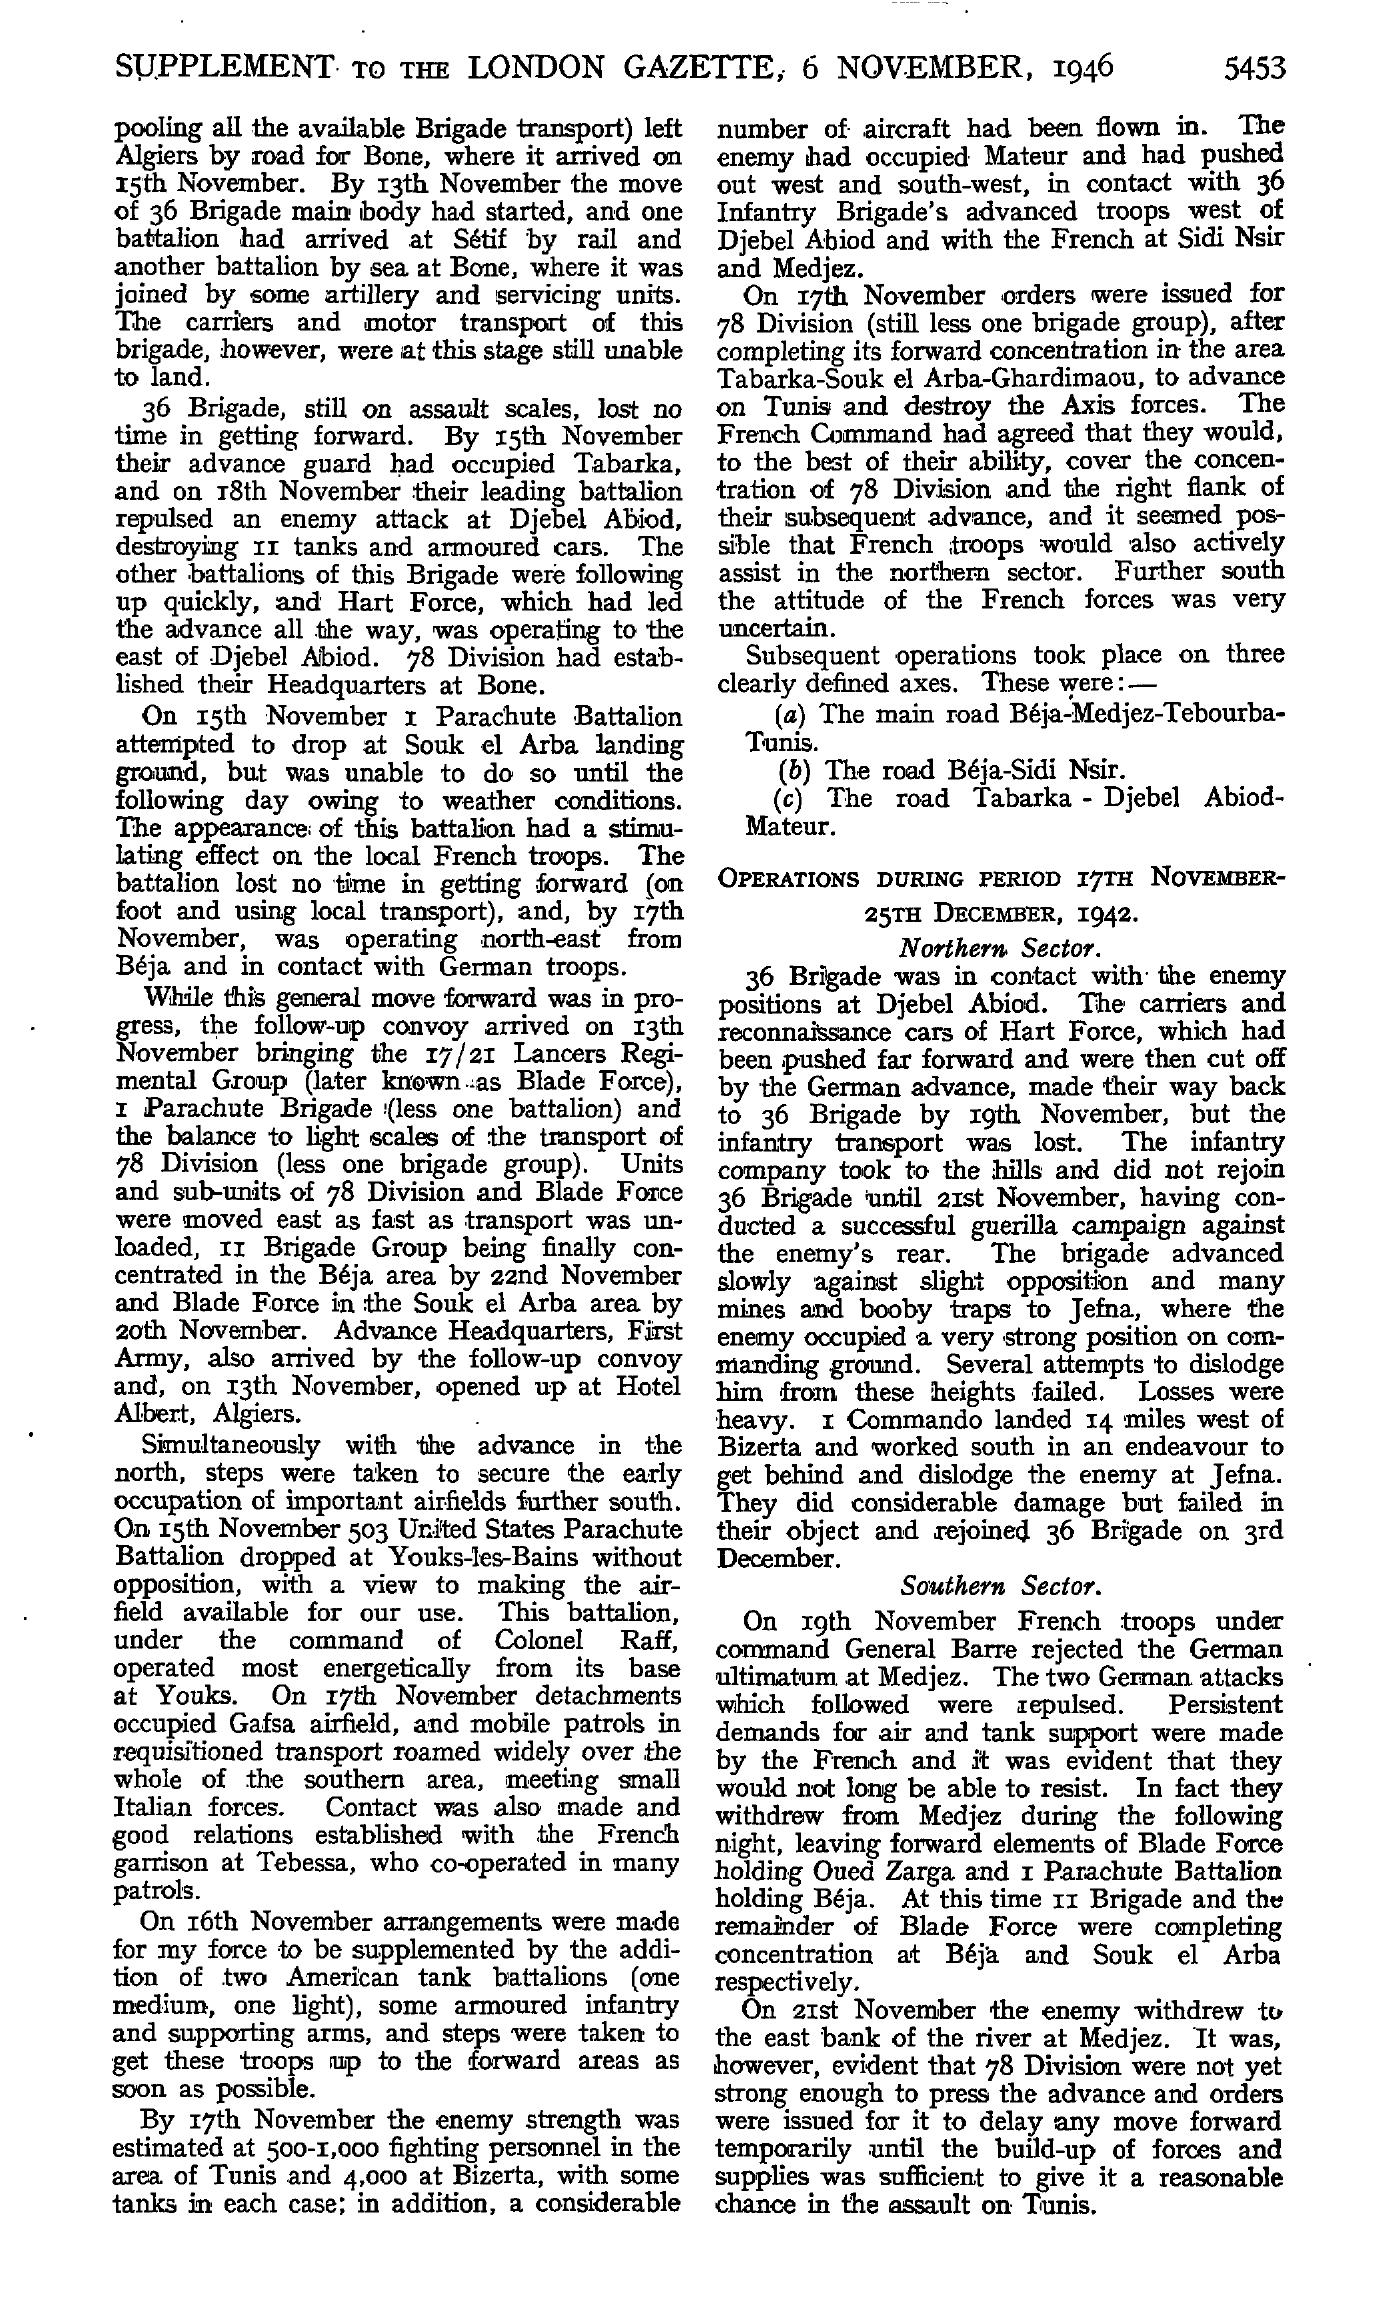 SUPPLEMENT TO THE LONDON GAZETTE, 6 NOVEMBER, 1946 5453
pooling all the available Brigade transport) left
Algiers by road for Bone, where it arrived on
15th November. By 13th November the move
of 36 Brigade main body had started, and one
battalion had arrived at Sétif by rail and
another battalion by sea at Bone, where it was
joined by some artillery and servicing units.
The carriers and motor transport of this
brigade, however, were at this stage still unable
to land.
36 Brigade, still on assault scales, lost no
time in getting forward. By 15th November
their advance guard had occupied Tabarka,
and on 18th November their leading battalion
repulsed an enemy attack at Djebel Abiod,
destroying 11 tanks and armoured cars. The
other battalions of this Brigade were following
up quickly, and Hart Force, which had led
the advance all the way, was operating to the
east of Djebel Abiod. 78 Division had estab-
lished their Headquarters at Bone.
On 15th November 1 Parachute Battalion
attempted to drop at Souk el Arba landing
ground, but was unable to do so until the
following day owing to weather conditions.
The appearance of this battalion had a stimu-
lating effect on the local French troops. The
battalion lost no time in getting forward (on
foot and using local transport), and, by 17th
November, was operating north-east from
Béja and in contact with German troops.
While this general move forward was in pro-
gress, the follow-up convoy arrived on 13th
November bringing the 17/21 Lancers Regi-
mental Group (later known as Blade Force),
1 Parachute Brigade (less one battalion) and
the balance to light scales of the transport of
78 Division (less one brigade group). Units
and sub-units of 78 Division and Blade Force
were moved east as fast as transport was un-
loaded, 11 Brigade Group being finally con-
centrated in the Béja area by 22nd November
and Blade Force in the Souk el Arba area by
20th November. Advance Headquarters, First
Army, also arrived by the follow-up convoy
and, on 13th November, opened up at Hotel
Albert, Algiers.
Simultaneously with the advance in the
north, steps were taken to secure the early
occupation of important airfields further south.
On 15th November 503 United States Parachute
Battalion dropped at Youks-les-Bains without
opposition, with a view to making the air-
field available for our use. This battalion,
under the command of Colonel Raff,
operated most energetically from its base
at Youks. On 17th November detachments
occupied Gafsa airfield, and mobile patrols in
requisitioned transport roamed widely over the
whole of the southern area, meeting small
Italian forces. Contact was also made and
good relations established with the French
garrison at Tebessa, who co-operated in many
patrols.
On 16th November arrangements were made
for my force to be supplemented by the addi-
tion of two American tank battalions (one
medium, one light), some armoured infantry
and supporting arms, and steps were taken to
get these troops up to the forward areas as
soon as possible.
By 17th November the enemy strength was
estimated at 500-1,000 fighting personnel in the
area of Tunis and 4,000 at Bizerta, with some
tanks in each case; in addition, a considerable
number of aircraft had been flown in. The
enemy had occupied Mateur and had pushed
out west and south-west, in contact with 36
Infantry Brigade's advanced troops west of
Djebel Abiod and with the French at Sidi Nsir
and Medjez.
On 17th November orders were issued for
78 Division (still less one brigade group), after
completing its forward concentration in the area
Tabarka-Souk el Arba-Ghardimaou, to advance
on Tunis and destroy the Axis forces. The
French Command had agreed that they would,
to the best of their ability, cover the concen-
tration of 78 Division and the right flank of
their subsequent advance, and it seemed pos-
sible that French troops would also actively
assist in the northern sector. Further south
the attitude of the French forces was very
uncertain.
Subsequent operations took place on three
clearly defined axes. These were:—
(a) The main road Béja-Medjez-Tebourba-
Tunis.
(b) The road Béja-Sidi Nsir.
(c) The road Tabarka - Djebel Abiod-
Mateur.
OPERATIONS DURING PERIOD 17TH NOVEMBER-
25TH DECEMBER, 1942.
Northern Sector.
36 Brigade was in contact with the enemy
positions at Djebel Abiod. The carriers and
reconnaissance cars of Hart Force, which had
been pushed far forward and were then cut off
by the German advance, made their way back
to 36 Brigade by 19th November, but the
infantry transport was lost. The infantry
company took to the hills and did not rejoin
36 Brigade until 21st November, having con-
ducted a successful guerilla campaign against
the enemy's rear. The brigade advanced
slowly against slight opposition and many
mines and booby traps to Jefna, where the
enemy occupied a very strong position on com-
manding ground. Several attempts to dislodge
him from these heights failed. Losses were
heavy. 1 Commando landed 14 miles west of
Bizerta and worked south in an endeavour to
get behind and dislodge the enemy at Jefna.
They did considerable damage but failed in
their object and rejoined 36 Brigade on 3rd
December.
Southern Sector.
On 19th November French troops under
command General Barre rejected the German
ultimatum at Medjez. The two German attacks
which followed were repulsed. Persistent
demands for air and tank support were made
by the French and it was evident that they
would not long be able to resist. In fact they
withdrew from Medjez during the following
night, leaving forward elements of Blade Force
holding Oued Zarga and 1 Parachute Battalion
holding Béja. At this time 11 Brigade and the
remainder of Blade Force were completing
concentration at Béja and Souk el Arba
respectively.
On 21st November the enemy withdrew to
the east bank of the river at Medjez. It was,
however, evident that 78 Division were not yet
strong enough to press the advance and orders
were issued for it to delay any move forward
temporarily until the build-up of forces and
supplies was sufficient to give it a reasonable
chance in the assault on Tunis.